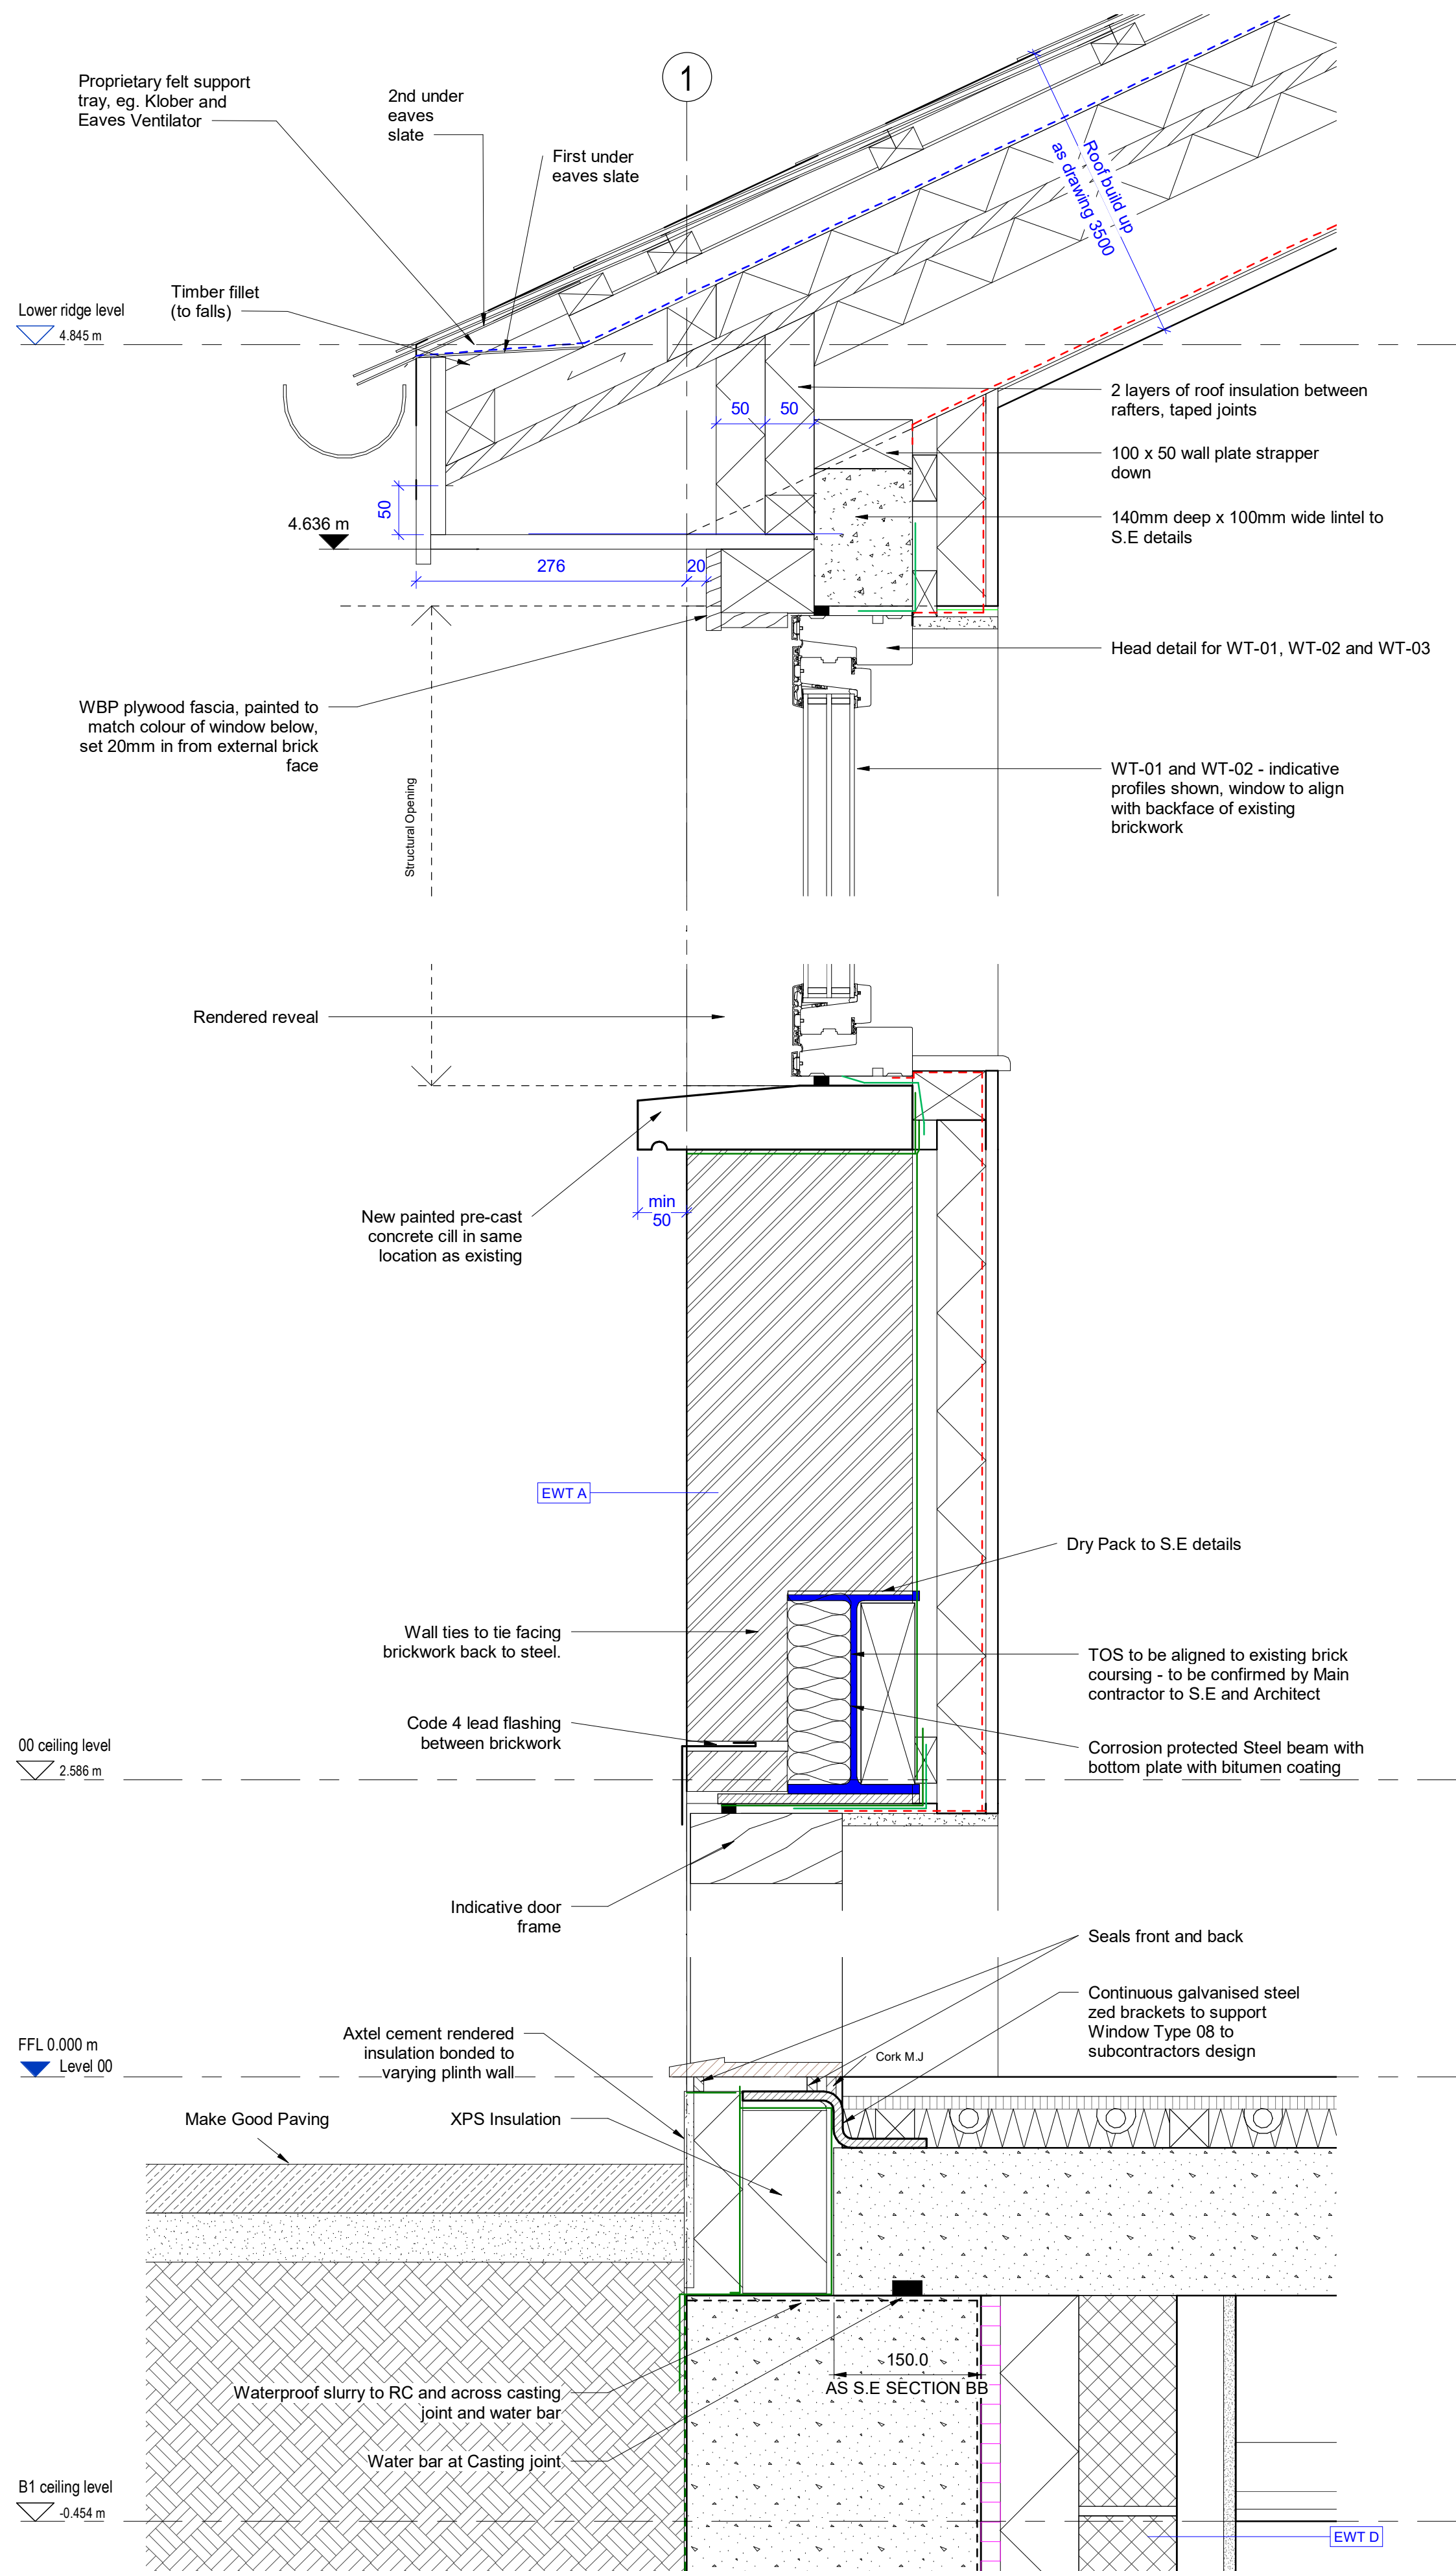 1
Proprietary felt support
tray, eg. Klober and
Eaves Ventilator
2nd under
eaves
slate
First under
eaves slate
Roof build up
as drawing 3500
Timber fillet
(to falls)
Lower ridge level
4.845 m
2 layers of roof insulation between
rafters, taped joints
50
50
100 x 50 wall plate strapper
down
50
140mm deep x 100mm wide lintel to
S.E details
4.636 m
276
20
Head detail for WT-01, WT-02 and WT-03
WBP plywood fascia, painted to
match colour of window below,
set 20mm in from external brick
face
WT-01 and WT-02 - indicative
profiles shown, window to align
with backface of existing
brickwork
Structural Opening
Rendered reveal
min
50
New painted pre-cast
concrete cill in same
location as existing
EWT A
Dry Pack to S.E details
Wall ties to tie facing
brickwork back to steel.
TOS to be aligned to existing brick
coursing - to be confirmed by Main
contractor to S.E and Architect
Code 4 lead flashing
between brickwork
00 ceiling level
2.586 m
Corrosion protected Steel beam with
bottom plate with bitumen coating
Indicative door
frame
Seals front and back
Continuous galvanised steel
zed brackets to support
Window Type 08 to
subcontractors design
FFL 0.000 m
Level 00
Axtel cement rendered
insulation bonded to
varying plinth wall
Cork M.J
Make Good Paving
XPS Insulation
150.0
AS S.E SECTION BB
Waterproof slurry to RC and across casting
joint and water bar
Water bar at Casting joint
B1 ceiling level
-0.454 m
EWT D